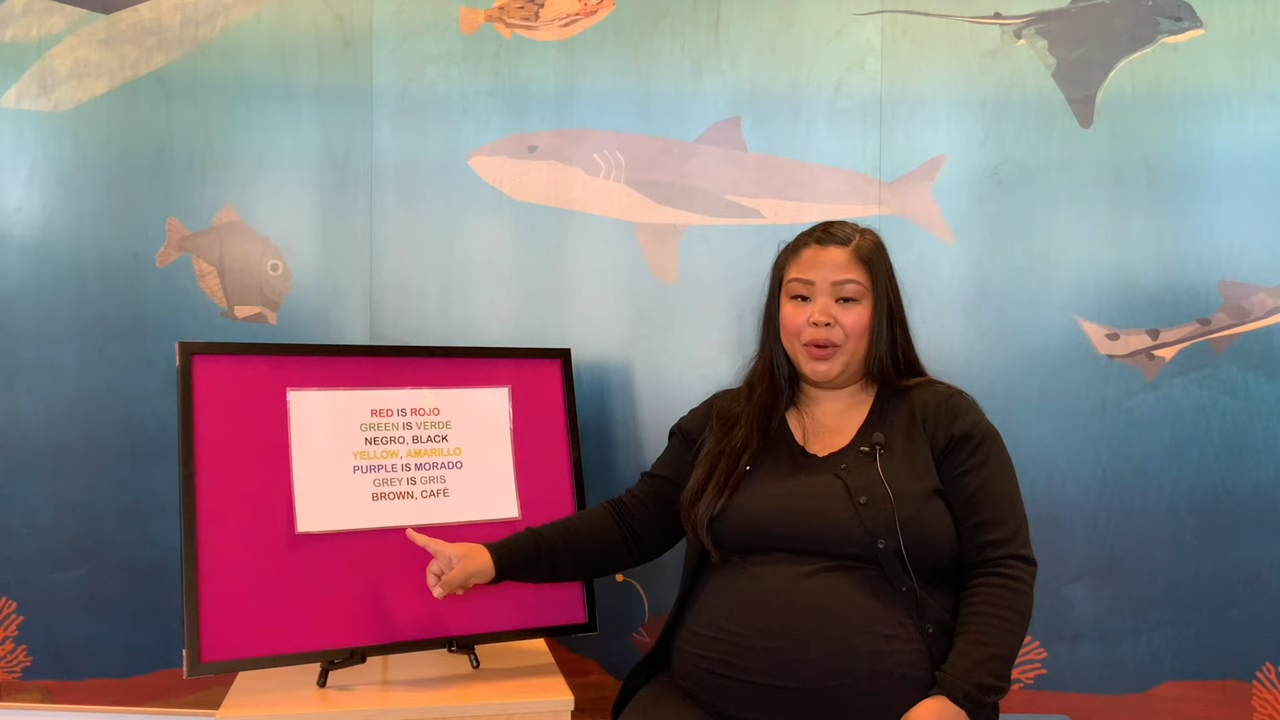 RED IS ROJO
GREEN IS VERDE
NEGRO, BLACK
YELLOW, AMARILLO
PURPLE IS MORADO
GREY IS GRIS
BROWN, CAFÉ